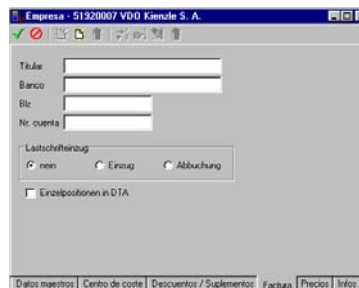 Empresa - 51920007 VDO Kienzle S. A.
Titular
Banco
Blz
Nr. cuenta
Lastschrifteinzug
nein Einzug Abbuchung
Einzelpositionen in DTA
Datos maestros Centro de coste Descuentos / Suplementos Factura Precios Infos